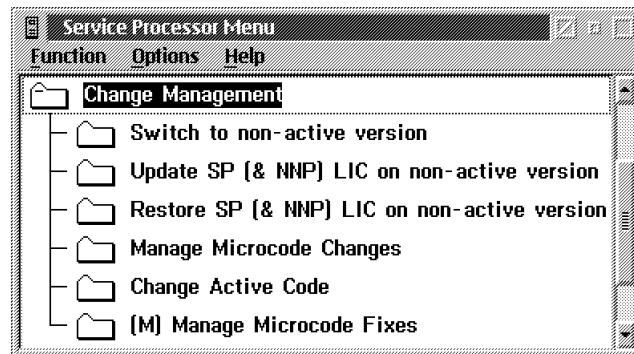 Service Processor Menu
Function Options Help
Change Management
Switch to non-active version
Update SP (& NNP) LIC on non-active version
Restore SP (& NNP) LIC on non-active version
Manage Microcode Changes
Change Active Code
(M) Manage Microcode Fixes